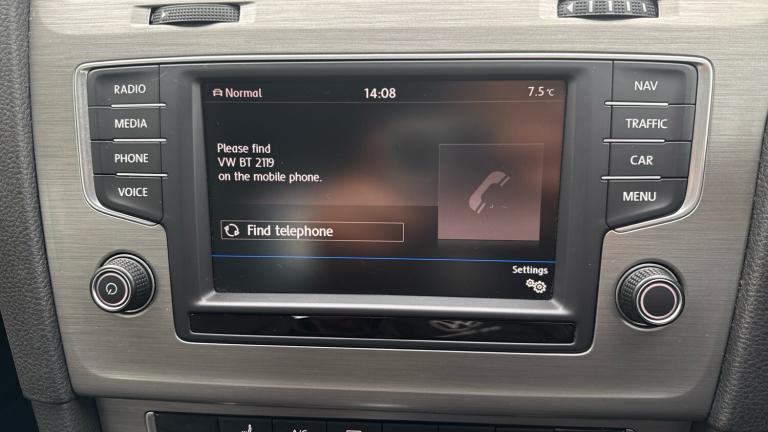 RADIO
MEDIA
PHONE
VOICE
Normal 14:08 7.5°C
Please find
VW BT 2119
on the mobile phone.
Find telephone
Settings
NAV
TRAFFIC
CAR
MENU
A/C